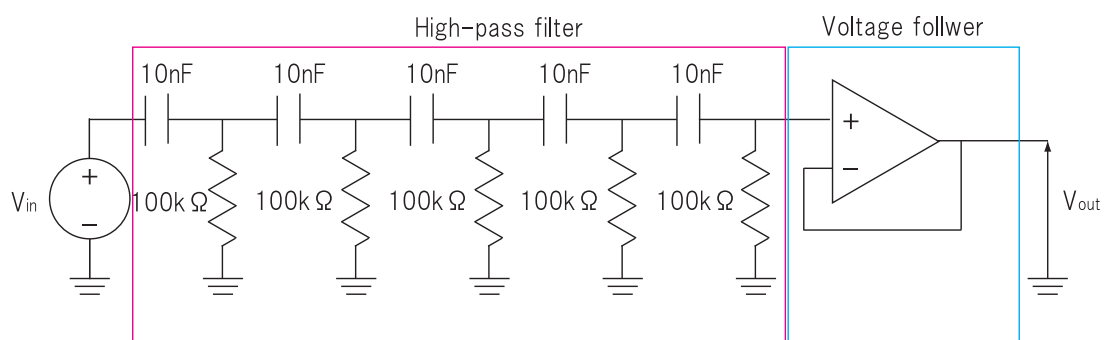 High-pass filter
Voltage follwer
10nF
10nF
10nF
10nF
10nF
+
−
+
−
Vin
100kΩ
100kΩ
100kΩ
100kΩ
100kΩ
Vout